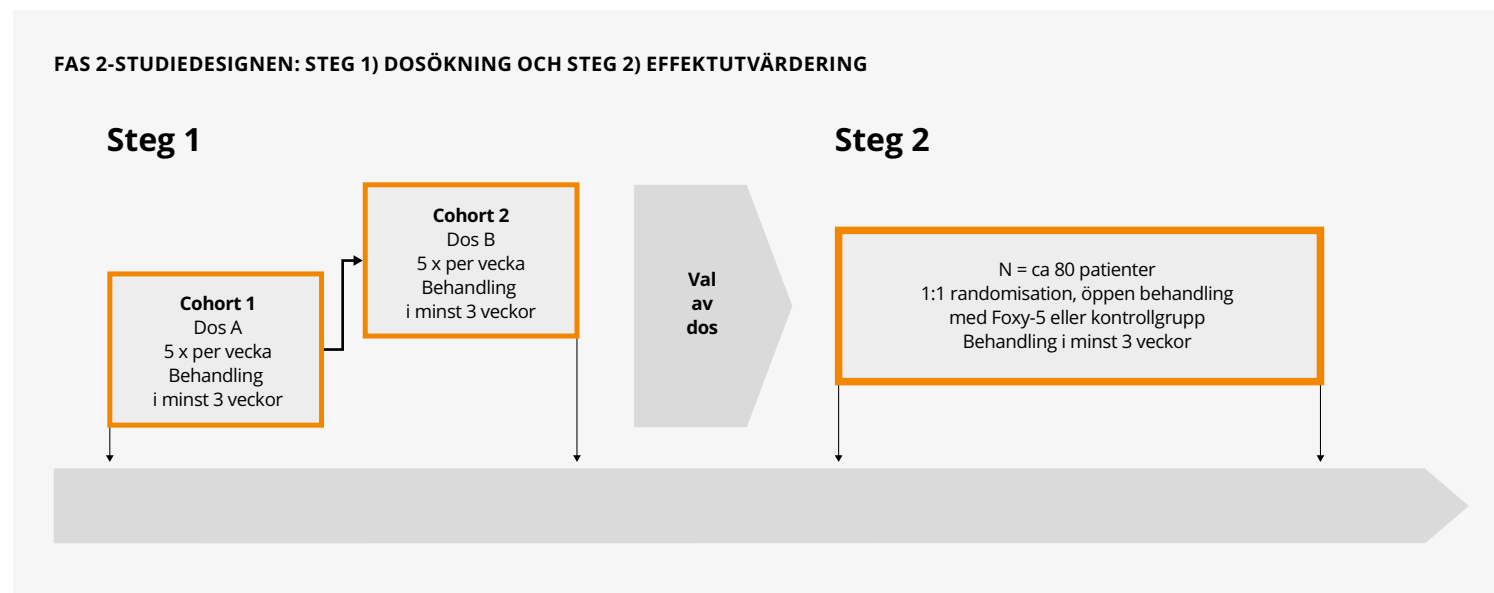 FAS 2-STUDIEDESIGNEN: STEG 1) DOSÖKNING OCH STEG 2) EFFEKTUTVÄRDERING
Steg 1
Cohort 1
Dos A
5 x per vecka
Behandling
i minst 3 veckor
Cohort 2
Dos B
5 x per vecka
Behandling
i minst 3 veckor
Val
av
dos
Steg 2
N = ca 80 patienter
1:1 randomisation, öppen behandling
med Foxy-5 eller kontrollgrupp
Behandling i minst 3 veckor